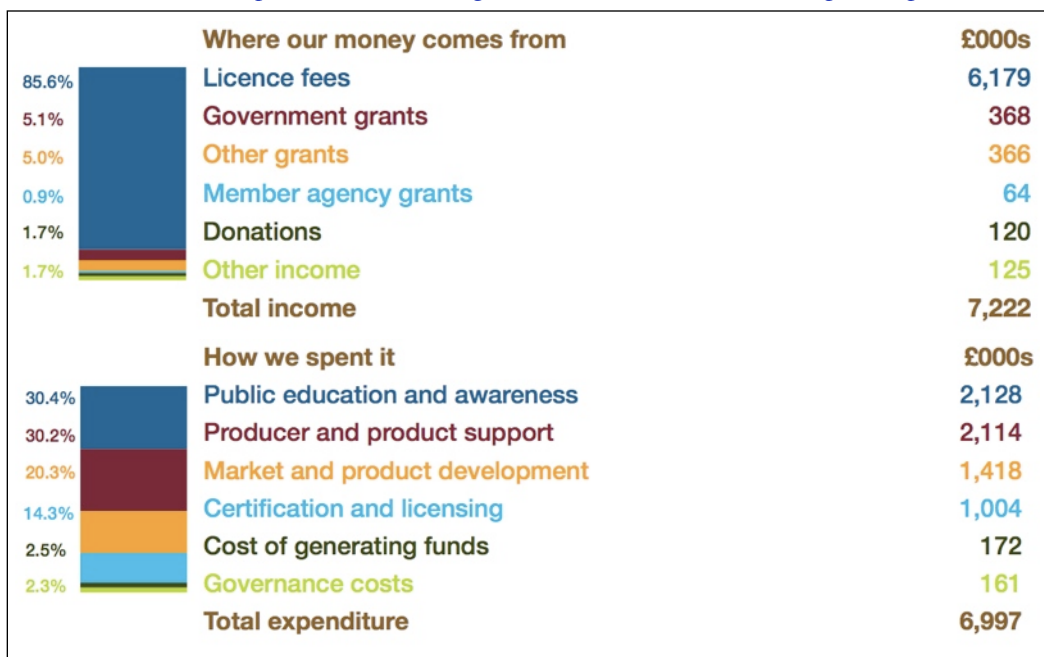 Where our money comes from £000s
85.6% Licence fees 6,179
5.1% Government grants 368
5.0% Other grants 366
0.9% Member agency grants 64
1.7% Donations 120
1.7% Other income 125
Total income 7,222
How we spent it £000s
30.4% Public education and awareness 2,128
30.2% Producer and product support 2,114
20.3% Market and product development 1,418
14.3% Certification and licensing 1,004
2.5% Cost of generating funds 172
2.3% Governance costs 161
Total expenditure 6,997